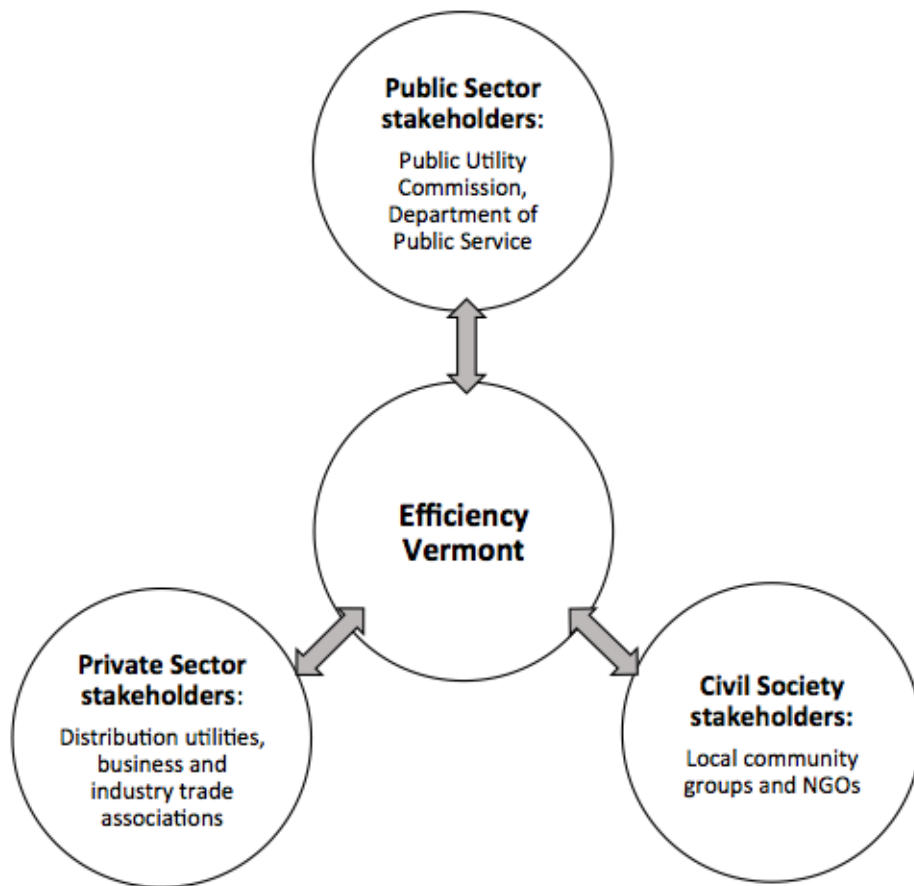 Public Sector
stakeholders:
Public Utility
Commission,
Department of
Public Service
Efficiency
Vermont
Private Sector
stakeholders:
Distribution utilities,
business and
industry trade
associations
Civil Society
stakeholders:
Local community
groups and NGOs